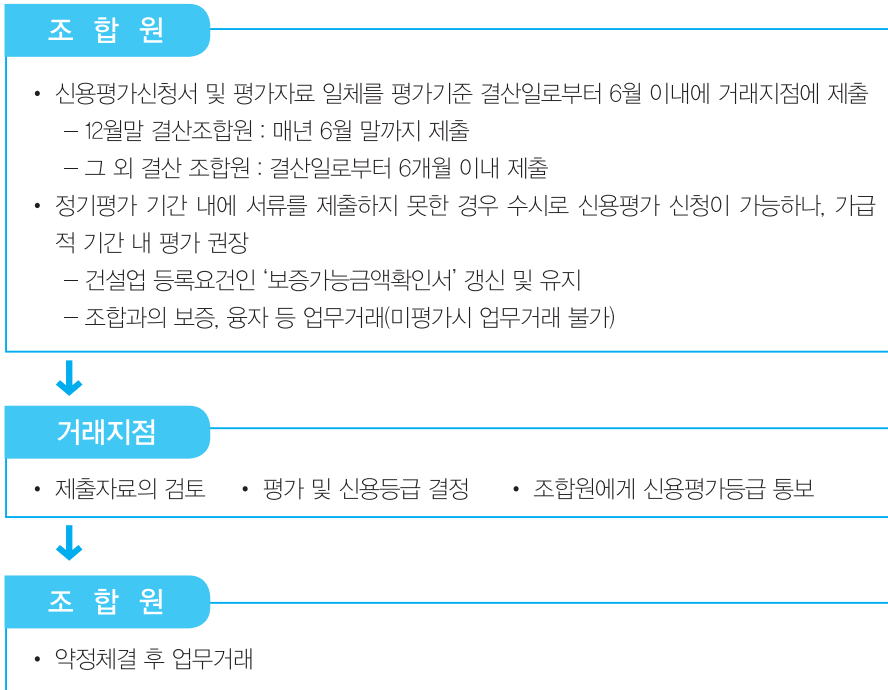 조 합 원
• 신용평가신청서 및 평가자료 일체를 평가기준 결산일로부터 6월 이내에 거래지점에 제출
– 12월말 결산조합원 : 매년 6월 말까지 제출
– 그 외 결산 조합원 : 결산일로부터 6개월 이내 제출
• 정기평가 기간 내에 서류를 제출하지 못한 경우 수시로 신용평가 신청이 가능하나, 가급
적 기간 내 평가 권장
– 건설업 등록요건인 ‘보증가능금액확인서’ 갱신 및 유지
– 조합과의 보증, 융자 등 업무거래(미평가시 업무거래 불가)
거래지점
• 제출자료의 검토 • 평가 및 신용등급 결정 • 조합원에게 신용평가등급 통보
조 합 원
• 약정체결 후 업무거래